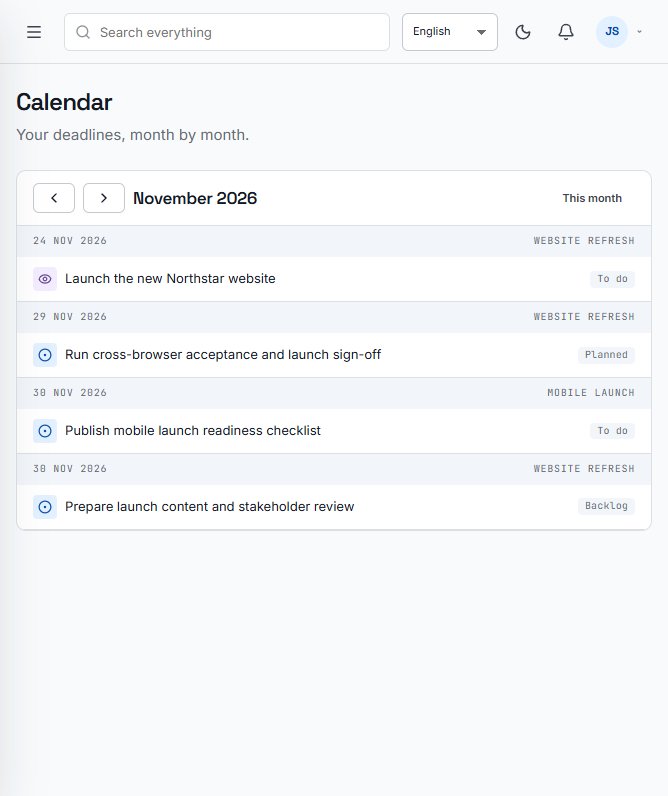 Search everything
English
JS
Calendar
Your deadlines, month by month.
November 2026
This month
24 NOV 2026 WEBSITE REFRESH
Launch the new Northstar website To do
29 NOV 2026 WEBSITE REFRESH
Run cross-browser acceptance and launch sign-off Planned
30 NOV 2026 MOBILE LAUNCH
Publish mobile launch readiness checklist To do
30 NOV 2026 WEBSITE REFRESH
Prepare launch content and stakeholder review Backlog